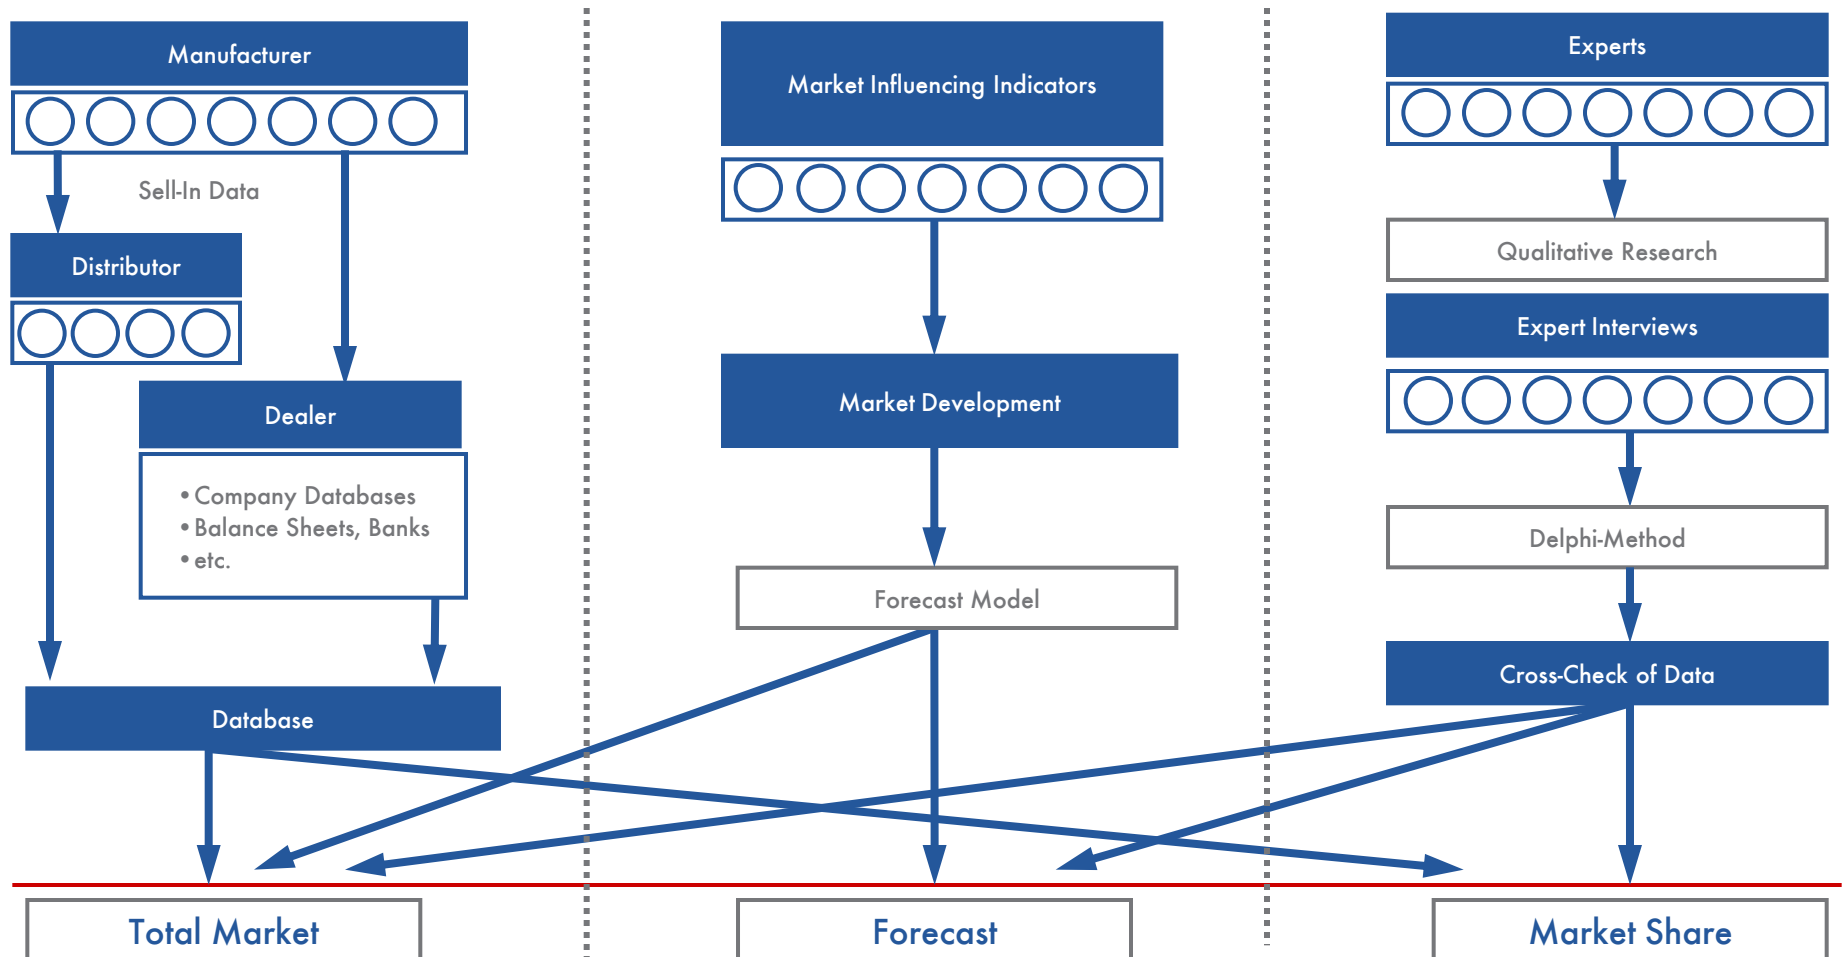 Manufacturer
Sell-In Data
Distributor
Dealer
•Company Databases
•Balance Sheets, Banks
•etc.
Database
Total Market
Market Influencing Indicators
Market Development
Forecast Model
Forecast
Experts
Qualitative Research
Expert Interviews
Delphi-Method
Cross-Check of Data
Market Share